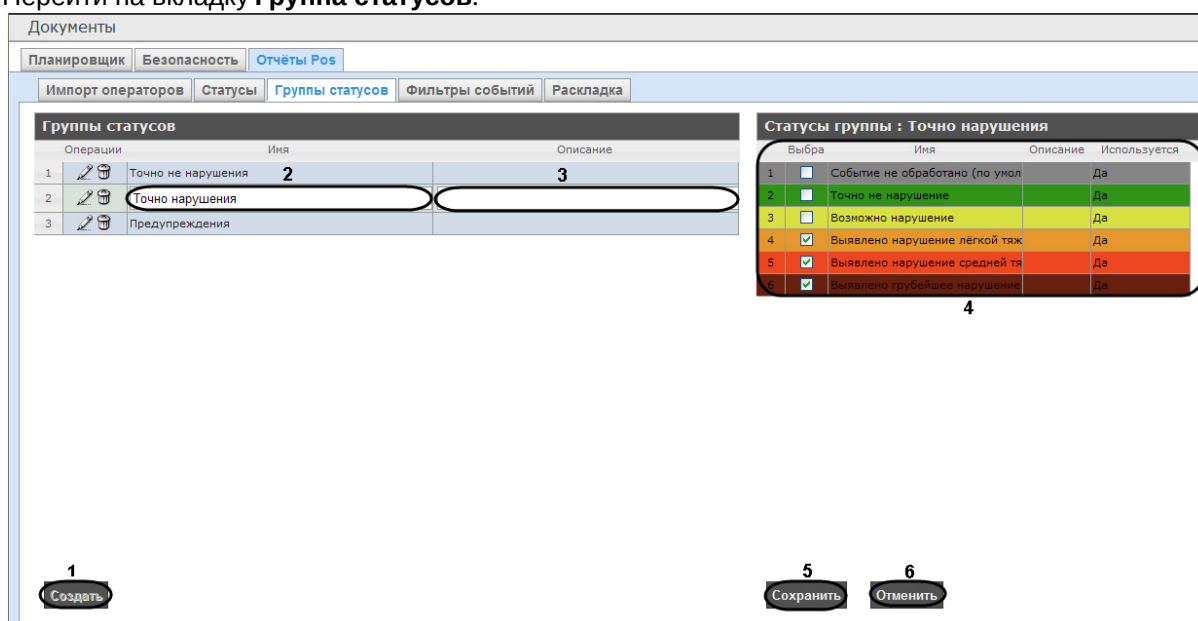 Перейти на вкладку Группа статусов.
Документы
Планировщик Безопасность Отчёты Pos
Импорт операторов Статусы Группы статусов Фильтры событий Раскладка
Группы статусов
Операции Имя Описание
1 Точно не нарушения 2 3
2 Точно нарушения
3 Предупреждения
Статусы группы : Точно нарушения
Выбра Имя Описание Используется
1 Событие не обработано (по умол Да
2 Точно не нарушение Да
3 Возможно нарушение Да
4 Выявлено нарушение лёгкой тяж Да
5 Выявлено нарушение средней тя Да
6 Выявлено грубейшее нарушение Да
4
1 5 6
Создать Сохранить Отменить